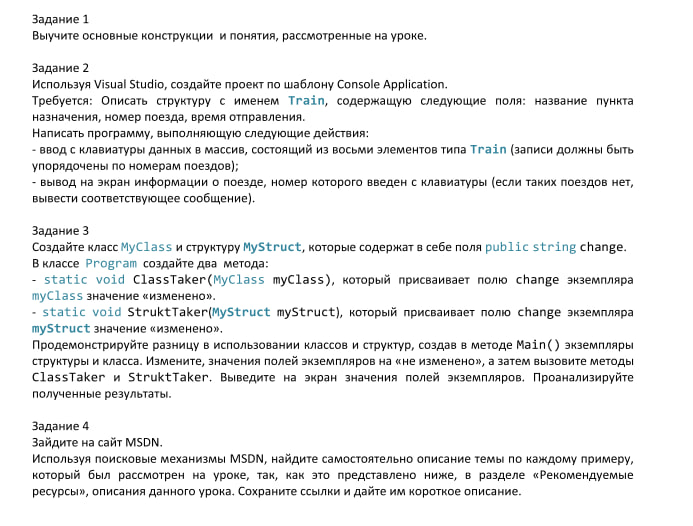 Задание 1
Выучите основные конструкции и понятия, рассмотренные на уроке.
Задание 2
Используя Visual Studio, создайте проект по шаблону Console Application.
Требуется: Описать структуру с именем Train, содержащую следующие поля: название пункта
назначения, номер поезда, время отправления.
Написать программу, выполняющую следующие действия:
- ввод с клавиатуры данных в массив, состоящий из восьми элементов типа Train (записи должны быть
упорядочены по номерам поездов);
- вывод на экран информации о поезде, номер которого введен с клавиатуры (если таких поездов нет,
вывести соответствующее сообщение).
Задание 3
Создайте класс MyClass и структуру MyStruct, которые содержат в себе поля public string change.
В классе Program создайте два метода:
- static void ClassTaker(MyClass myClass), который присваивает полю change экземпляра
myClass значение «изменено».
- static void StruktTaker(MyStruct myStruct), который присваивает полю change экземпляра
myStruct значение «изменено».
Продемонстрируйте разницу в использовании классов и структур, создав в методе Main() экземпляры
структуры и класса. Измените, значения полей экземпляров на «не изменено», а затем вызовите методы
ClassTaker и StruktTaker. Выведите на экран значения полей экземпляров. Проанализируйте
полученные результаты.
Задание 4
Зайдите на сайт MSDN.
Используя поисковые механизмы MSDN, найдите самостоятельно описание темы по каждому примеру,
который был рассмотрен на уроке, так, как это представлено ниже, в разделе «Рекомендуемые
ресурсы», описания данного урока. Сохраните ссылки и дайте им короткое описание.